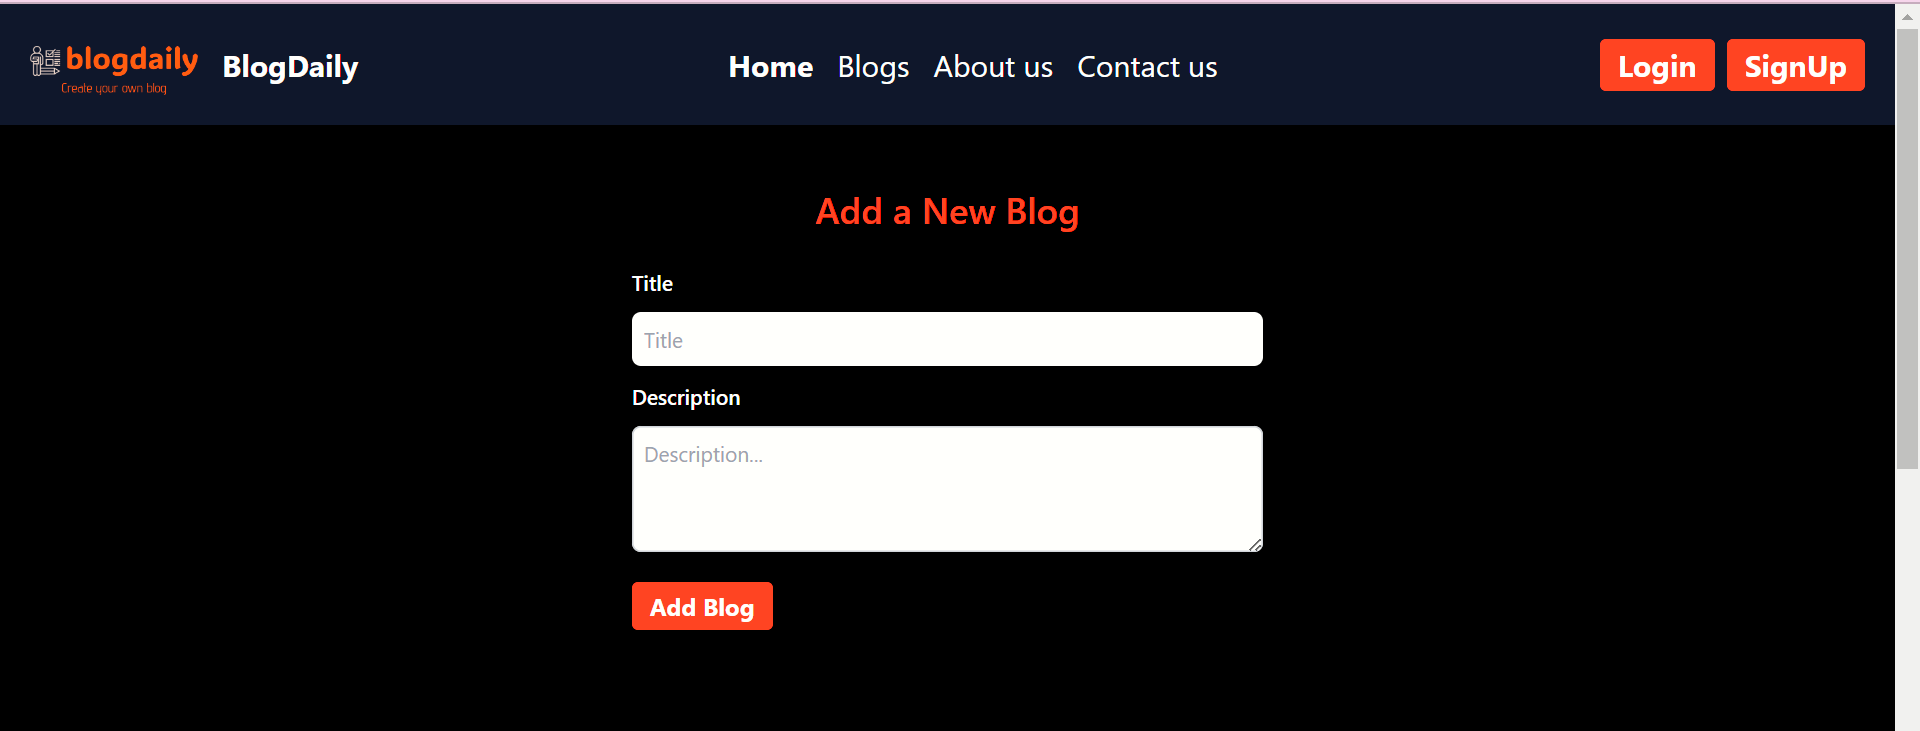 blogdaily
Create your own blog
BlogDaily
Home Blogs About us Contact us
Login SignUp
Add a New Blog
Title
Title
Description
Description...
Add Blog